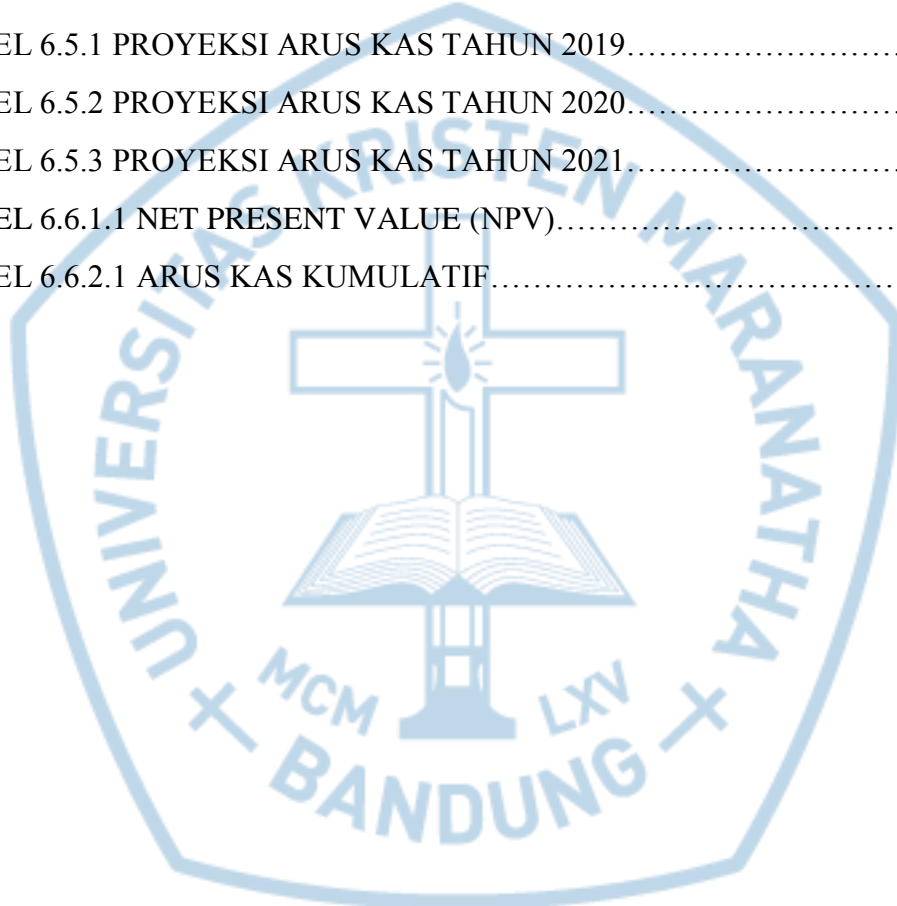 EL 6.5.1 PROYEKSI ARUS KAS TAHUN 2019……………………………
EL 6.5.2 PROYEKSI ARUS KAS TAHUN 2020……………………………
EL 6.5.3 PROYEKSI ARUS KAS TAHUN 2021……………………………
EL 6.6.1.1 NET PRESENT VALUE (NPV)…………………………………
EL 6.6.2.1 ARUS KAS KUMULATIF………………………………………
UNIVERSITAS KRISTEN MARANATHA
MCM LXV
BANDUNG